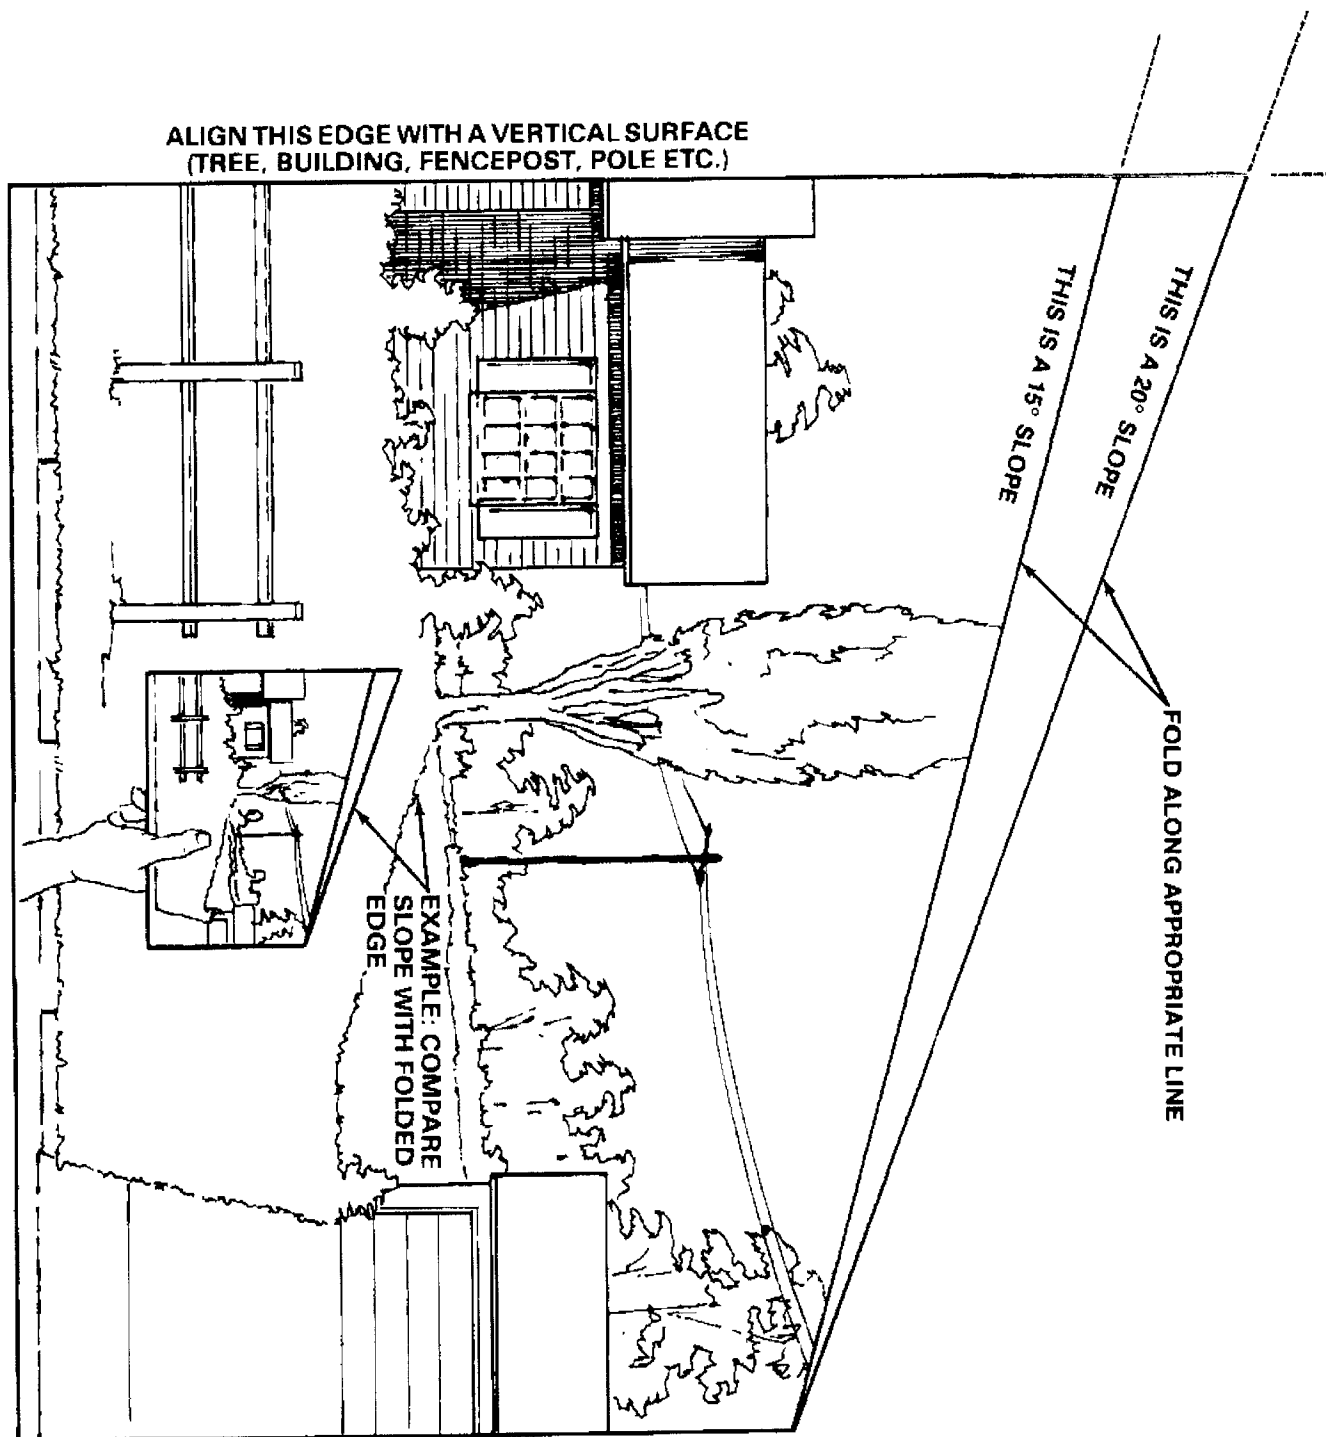 ALIGN THIS EDGE WITH A VERTICAL SURFACE
(TREE, BUILDING, FENCEPOST, POLE ETC.)
THIS IS A 20° SLOPE
THIS IS A 15° SLOPE
FOLD ALONG APPROPRIATE LINE
EXAMPLE: COMPARE
SLOPE WITH FOLDED
EDGE